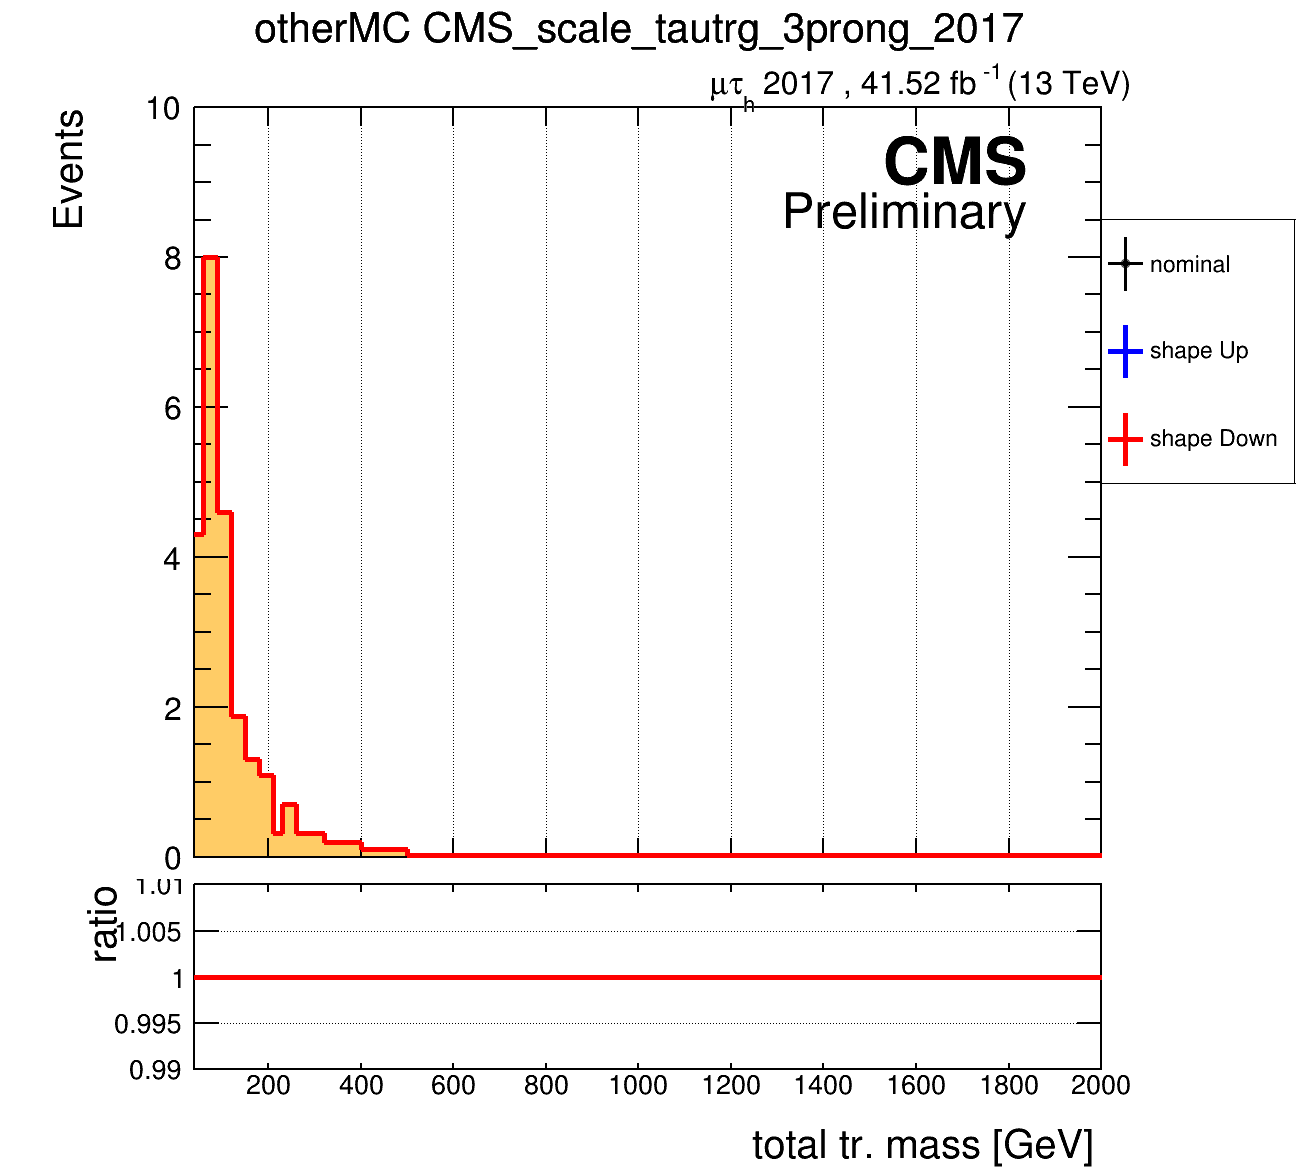 otherMC CMS_scale_tautrg_3prong_2017
μτh 2017 , 41.52 fb-1 (13 TeV)
Events
10
8
6
4
2
0
CMS
Preliminary
nominal
shape Up
shape Down
ratio
1.01
1.005
1
0.995
0.99
200 400 600 800 1000 1200 1400 1600 1800 2000
total tr. mass [GeV]